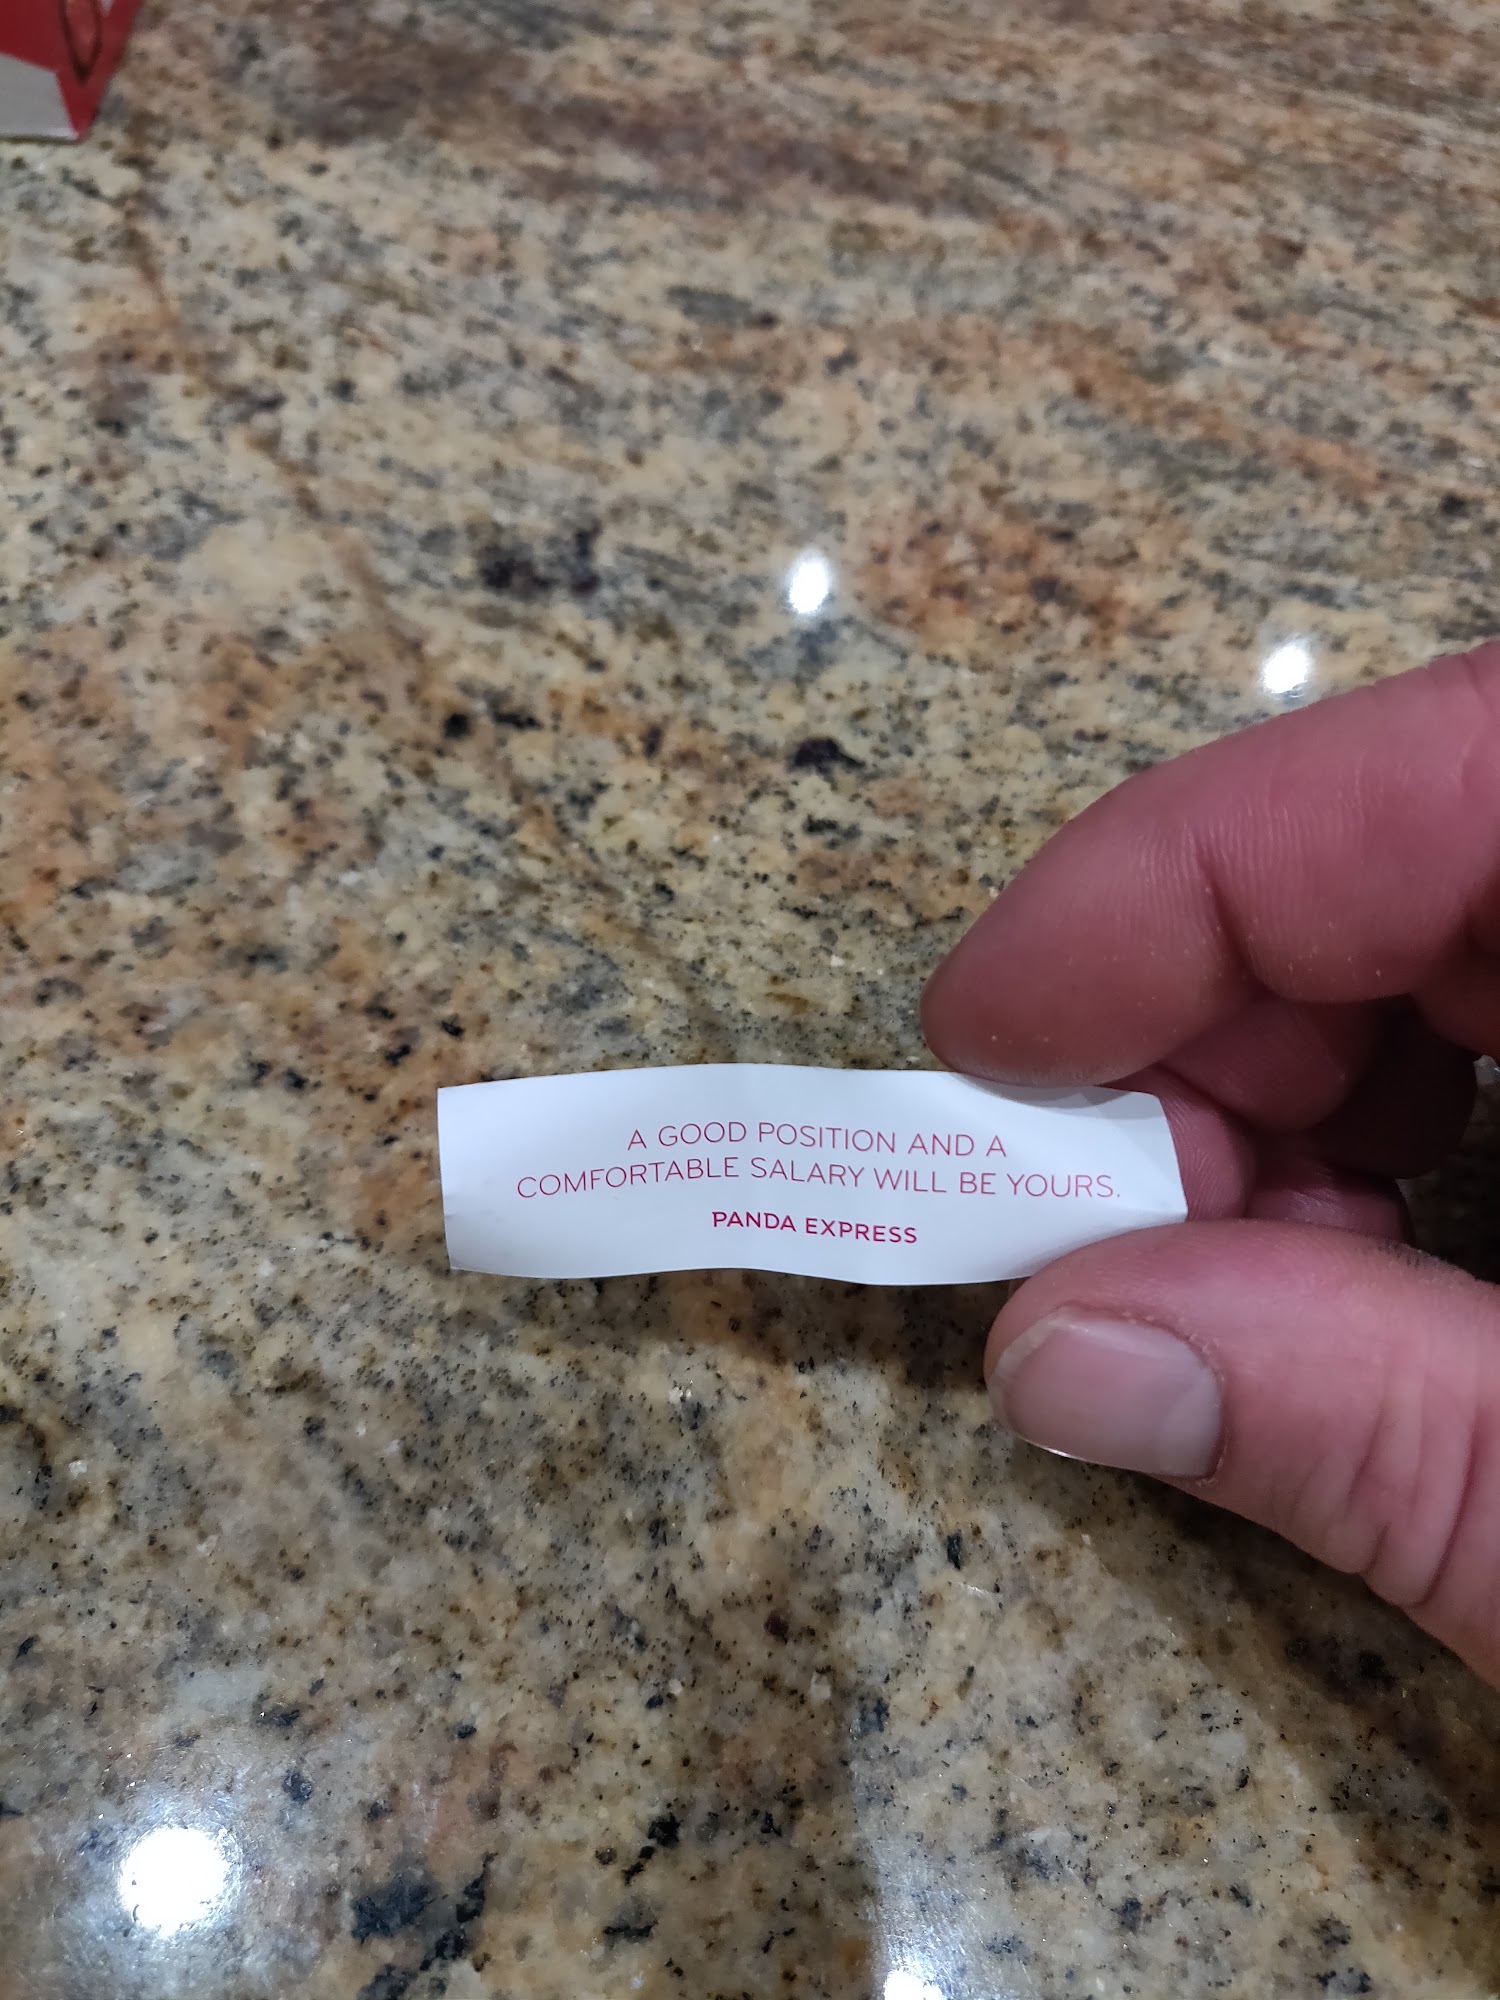 A GOOD POSITION AND A
COMFORTABLE SALARY WILL BE YOURS.
PANDA EXPRESS